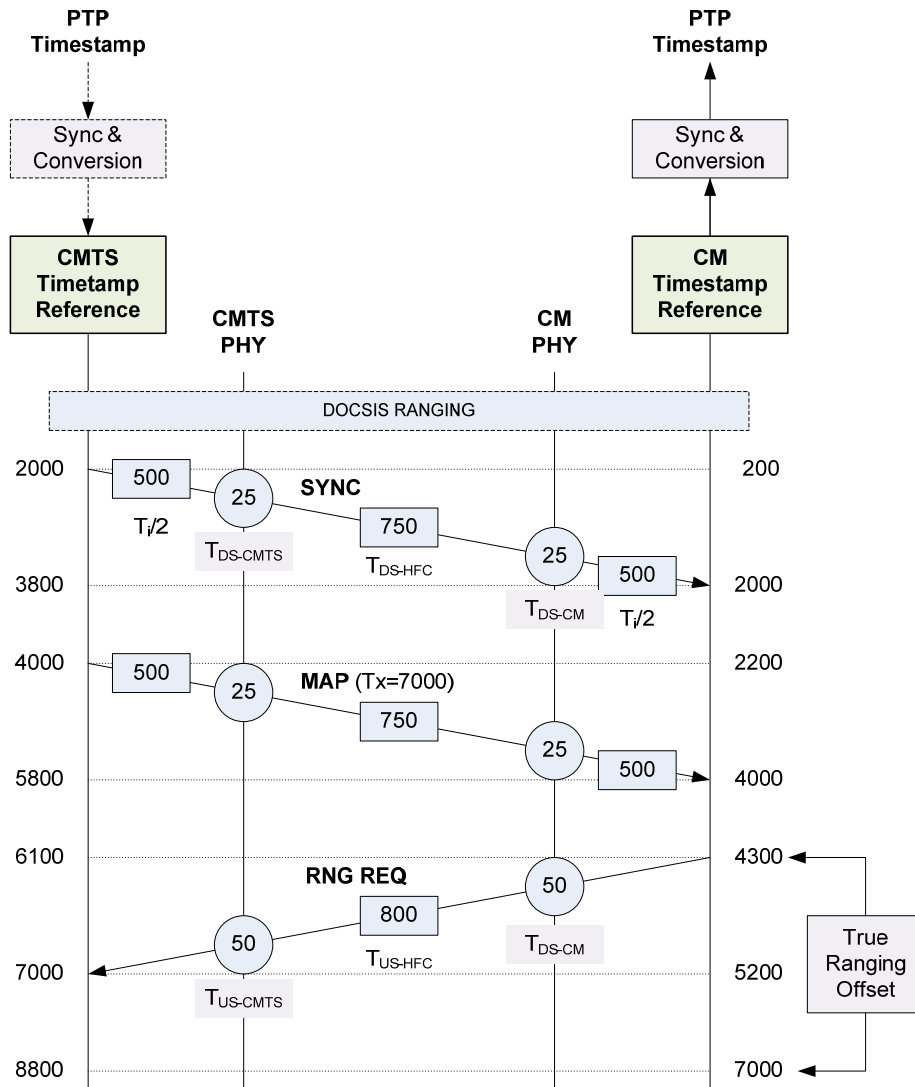 PTP
Timestamp
PTP
Timestamp
Sync &
Conversion
Sync &
Conversion
CMTS
Timetamp
Reference
CM
Timestamp
Reference
CMTS
PHY
CM
PHY
DOCSIS RANGING
2000
500
25
SYNC
200
Ti/2
750
TDS-CMTS
TDS-HFC
25
500
3800
2000
TDS-CM
Ti/2
4000
500
25
MAP (Tx=7000)
2200
750
25
500
5800
4000
6100
4300
RNG REQ
50
800
50
TUS-HFC
TDS-CM
True
Ranging
Offset
7000
5200
TUS-CMTS
8800
7000